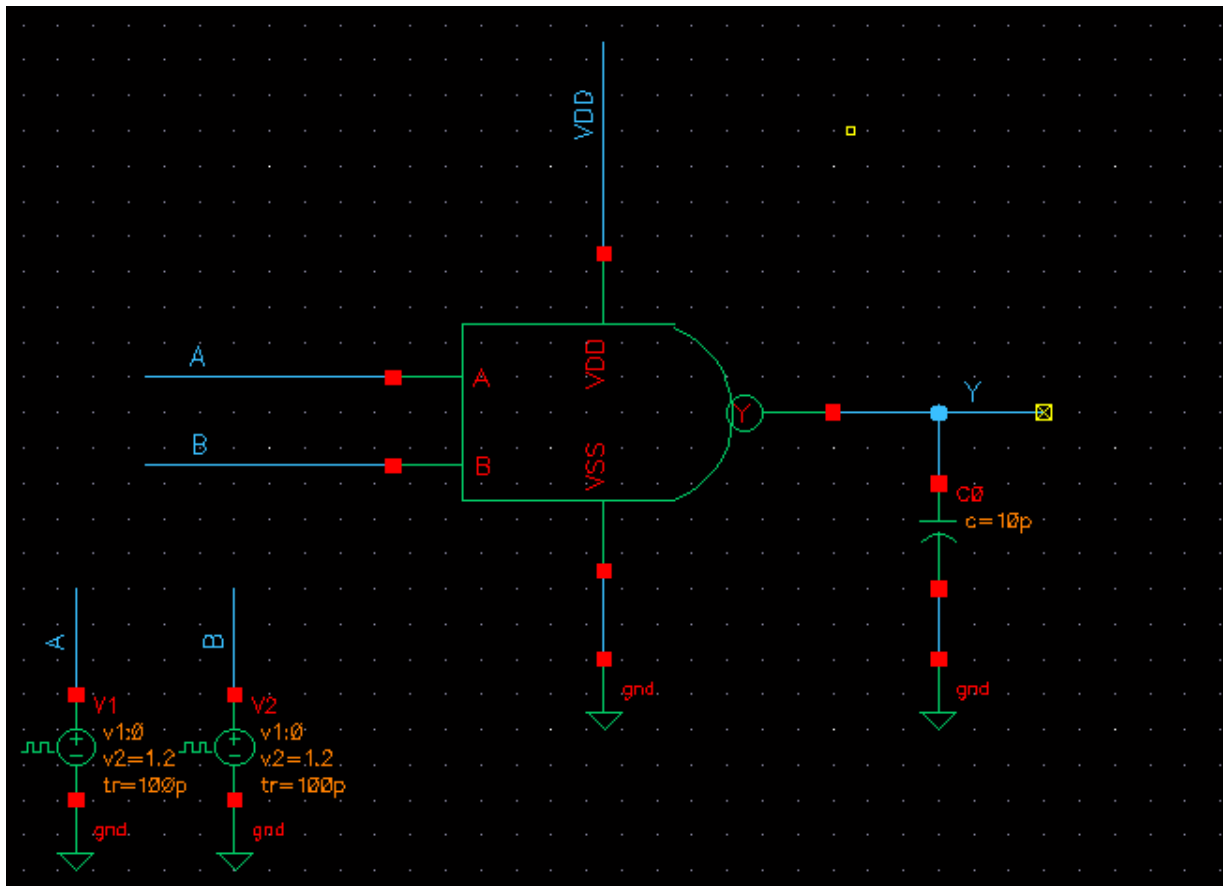 VDD
A
A
VDD
Y
Y
B
B
VSS
C0
c=10p
A
B
gnd
gnd
V1
v1:0
v2=1.2
tr=100p
gnd
V2
v1:0
v2=1.2
tr=100p
gnd